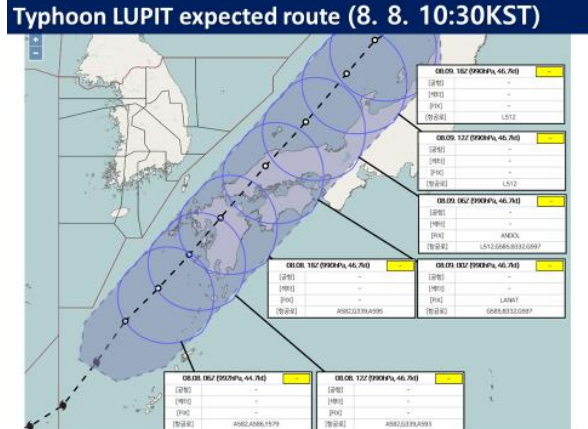 Typhoon LUPIT expected route (8. 8. 10:30KST)
+
-
08.09. 18Z (990hPa, 46.7kt) -
[공항] -
[섹터] -
[FIX] -
[항공로] L512
08.09. 12Z (990hPa, 46.7kt) -
[공항] -
[섹터] -
[FIX] -
[항공로] L512
08.09. 06Z (990hPa, 46.7kt) -
[공항] -
[섹터] -
[FIX] ANDOL
[항공로] L512,G585,B332,G597
08.08. 18Z (990hPa, 46.7kt) -
[공항] -
[섹터] -
[FIX] -
[항공로] A582,G339,A595
08.09. 00Z (990hPa, 46.7kt) -
[공항] -
[섹터] -
[FIX] LANAT
[항공로] G585,B332,G597
08.08. 06Z (992hPa, 44.7kt) -
[공항] -
[섹터] -
[FIX] -
[항공로] A582,A586,Y579
08.08. 12Z (990hPa, 46.7kt) -
[공항] -
[섹터] -
[FIX] -
[항공로] A582,G339,A593